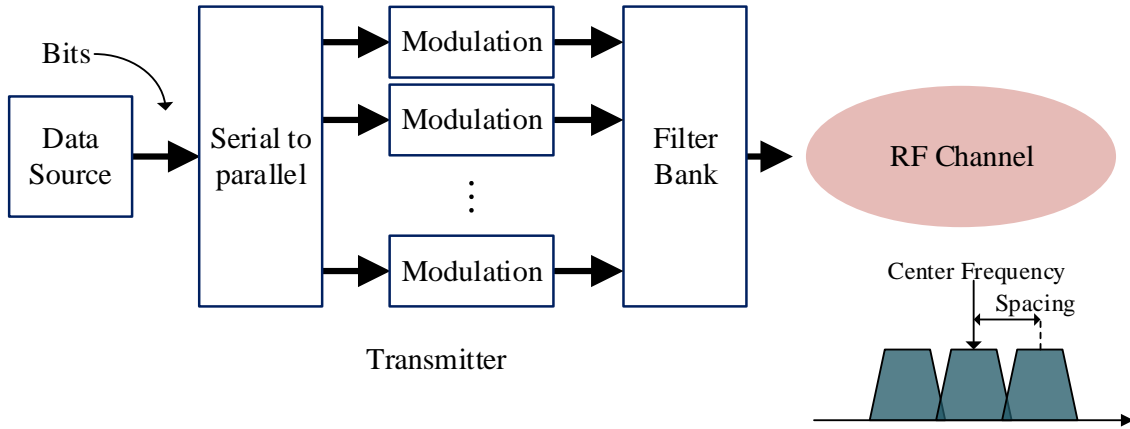 Bits
Data
Source
Serial to
parallel
Modulation
Modulation
⋮
Modulation
Filter
Bank
RF Channel
Transmitter
Center Frequency
Spacing